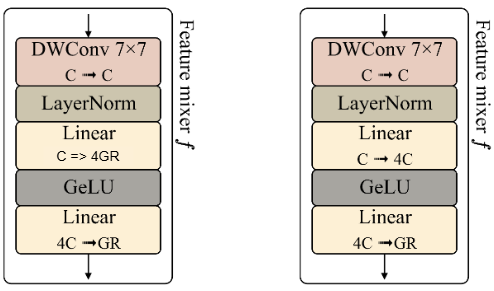 DWConv 7×7
C → C
LayerNorm
Linear
C => 4GR
GeLU
Linear
4C → GR
Feature mixer f
DWConv 7×7
C → C
LayerNorm
Linear
C → 4C
GeLU
Linear
4C → GR
Feature mixer f